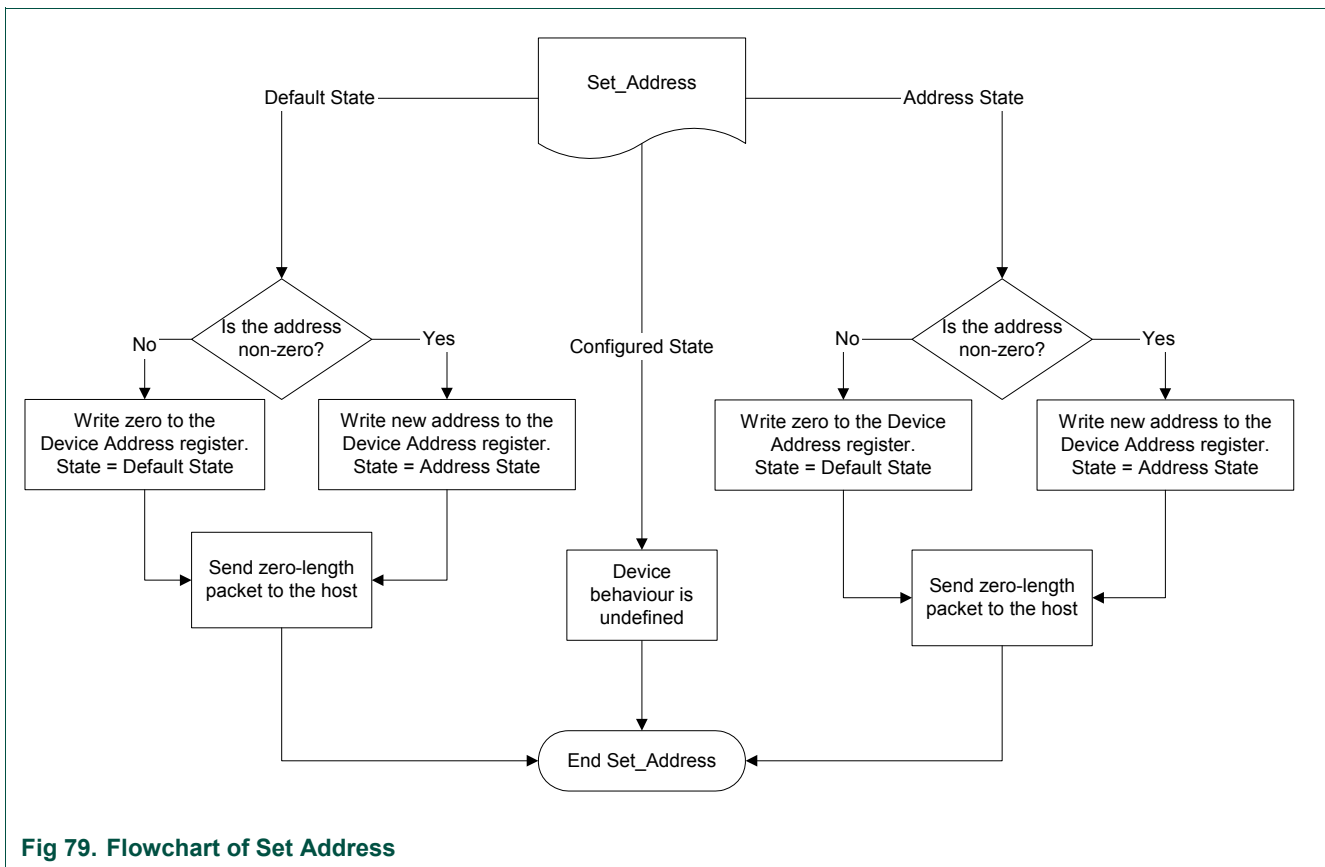 Set_Address
Default State
Address State
Configured State
Is the address
non-zero?
No
Yes
Write zero to the
Device Address register.
State = Default State
Write new address to the
Device Address register.
State = Address State
Send zero-length
packet to the host
Device
behaviour is
undefined
Is the address
non-zero?
No
Yes
Write zero to the Device
Address register.
State = Default State
Write new address to the
Device Address register.
State = Address State
Send zero-length
packet to the host
End Set_Address
Fig 79. Flowchart of Set Address